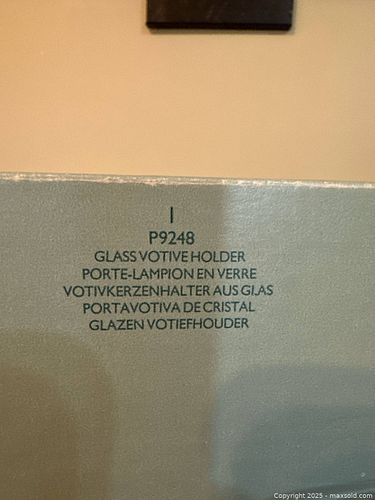 1
P9248
GLASS VOTIVE HOLDER
PORTE-LAMPION EN VERRE
VOTIVKERZENHALTER AUS GLAS
PORTAVOTIVA DE CRISTAL
GLAZEN VOTIEFHOUDER
Copyright 2025 - maxsold.com